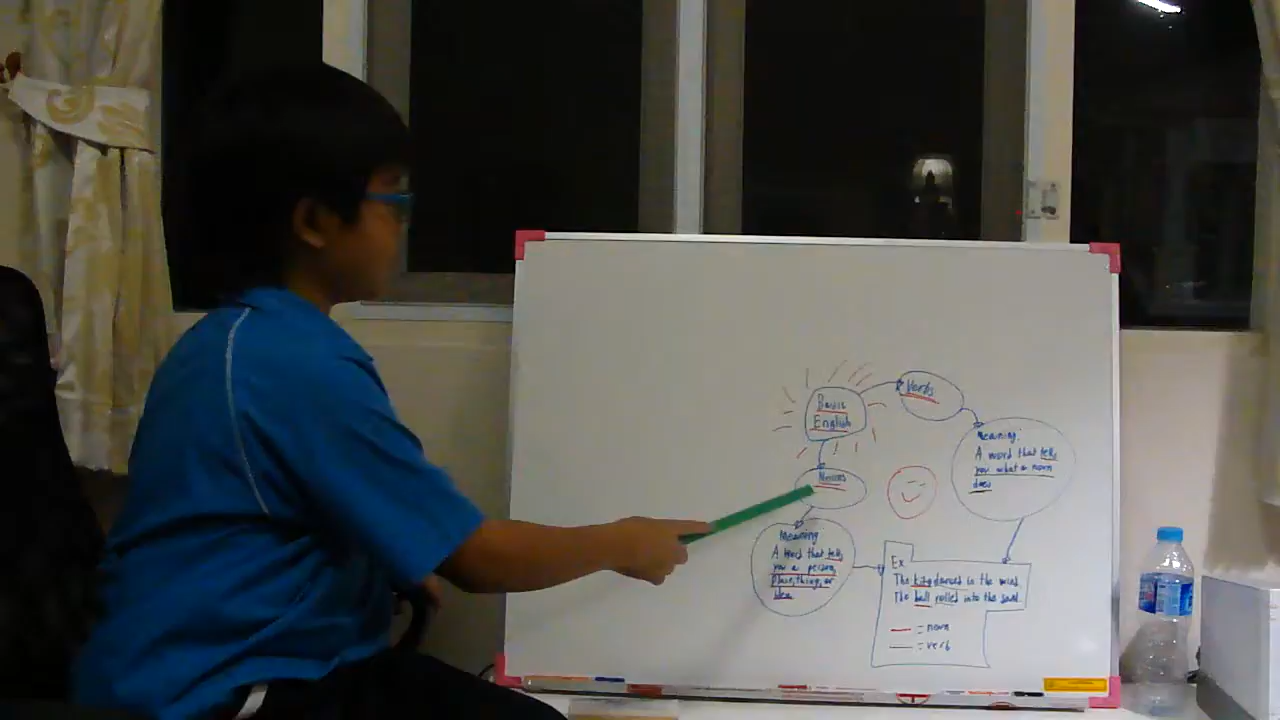 Basic
English
Verbs
Meaning:
A word that tells
you what a noun
does
Nouns
Meaning
A word that tells
you a person,
place, thing, or
idea
Ex
The king danced in the wind
The ball rolled into the sand.
= noun
= verb